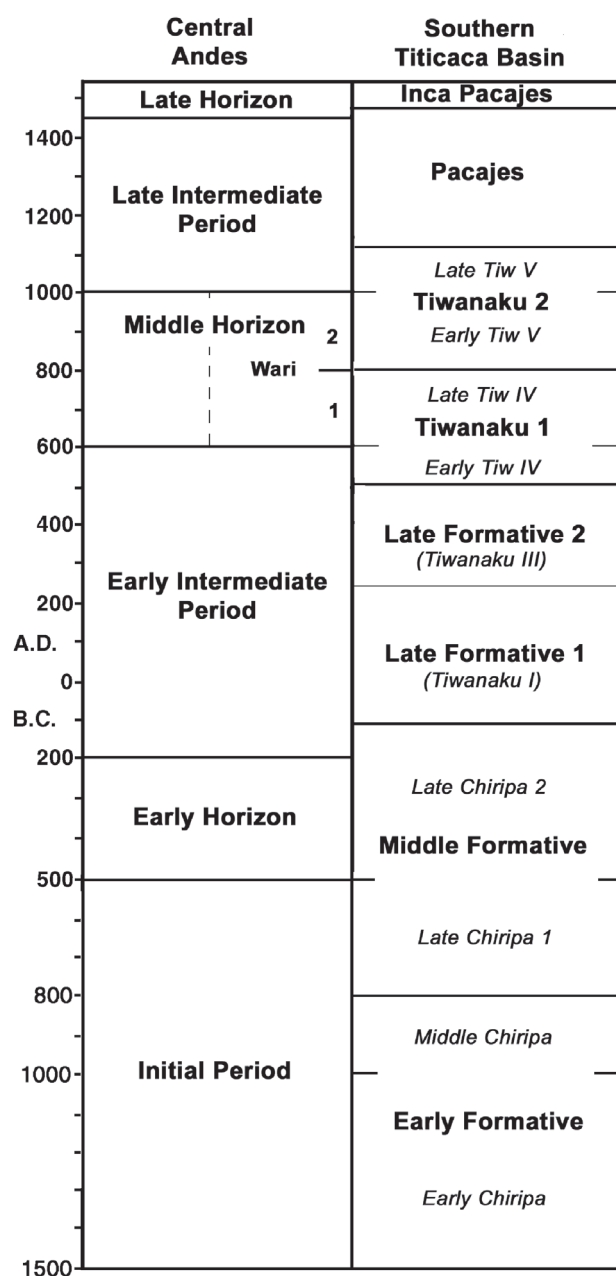 Central
Andes
Southern
Titicaca Basin
Late Horizon
Inca Pacajes
1400
Pacajes
Late Intermediate
Period
1200
Late Tiw V
1000
Tiwanaku 2
Middle Horizon
2
Early Tiw V
Wari
800
Late Tiw IV
1
Tiwanaku 1
600
Early Tiw IV
400
Late Formative 2
(Tiwanaku III)
Early Intermediate
Period
200
A.D.
Late Formative 1
(Tiwanaku I)
0
B.C.
200
Late Chiripa 2
Early Horizon
Middle Formative
500
Late Chiripa 1
800
Middle Chiripa
1000
Initial Period
Early Formative
Early Chiripa
1500